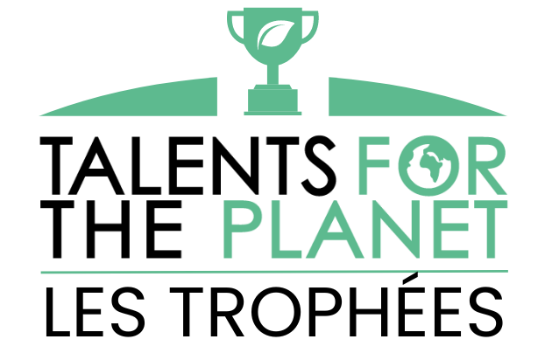 TALENTS FOR
THE PLANET
LES TROPHÉES